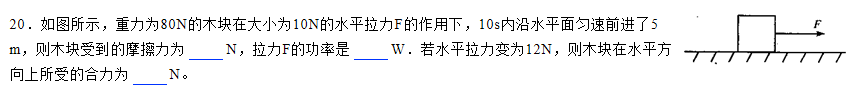 20．如图所示，重力为80N的木块在大小为10N的水平拉力F的作用下，10s内沿水平面匀速前进了5
m，则木块受到的摩擦力为 ____ N，拉力F的功率是 ____ W．若水平拉力变为12N，则木块在水平方
向上所受的合力为 ____ N。
F